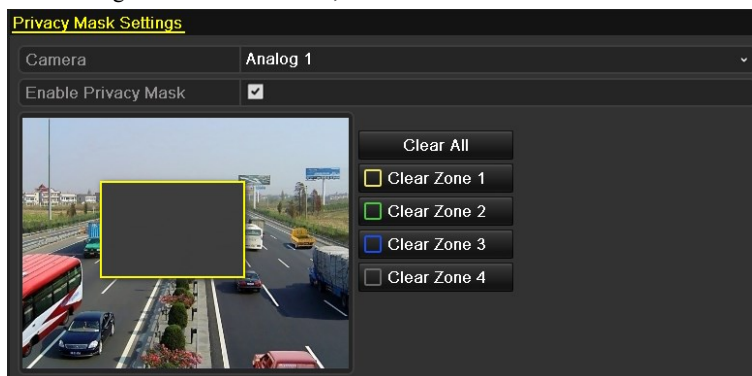 Privacy Mask Settings
Camera Analog 1
Enable Privacy Mask
Clear All
Clear Zone 1
Clear Zone 2
Clear Zone 3
Clear Zone 4